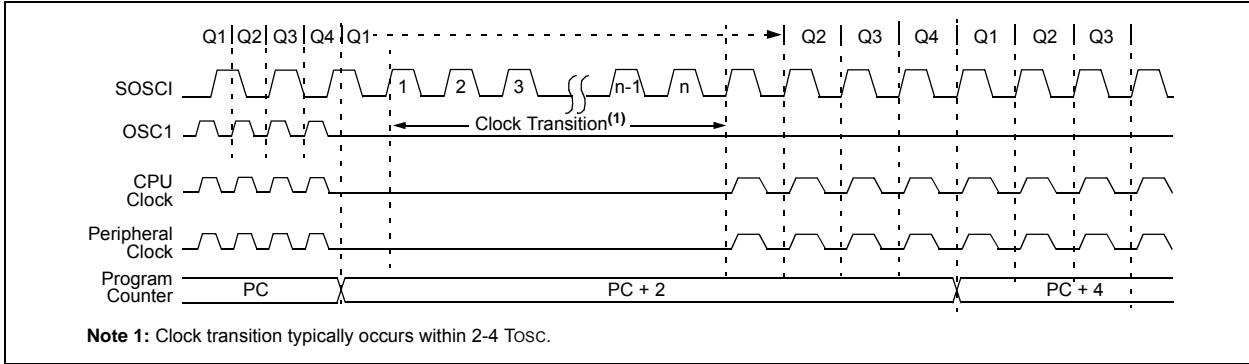 Q1 Q2 Q3 Q4 Q1 Q2 Q3 Q4 Q1 Q2 Q3
SOSCI 1 2 3 n-1 n
Clock Transition(1)
OSC1
CPU
Clock
Peripheral
Clock
Program
Counter PC PC + 2 PC + 4
Note 1: Clock transition typically occurs within 2-4 TOSC.